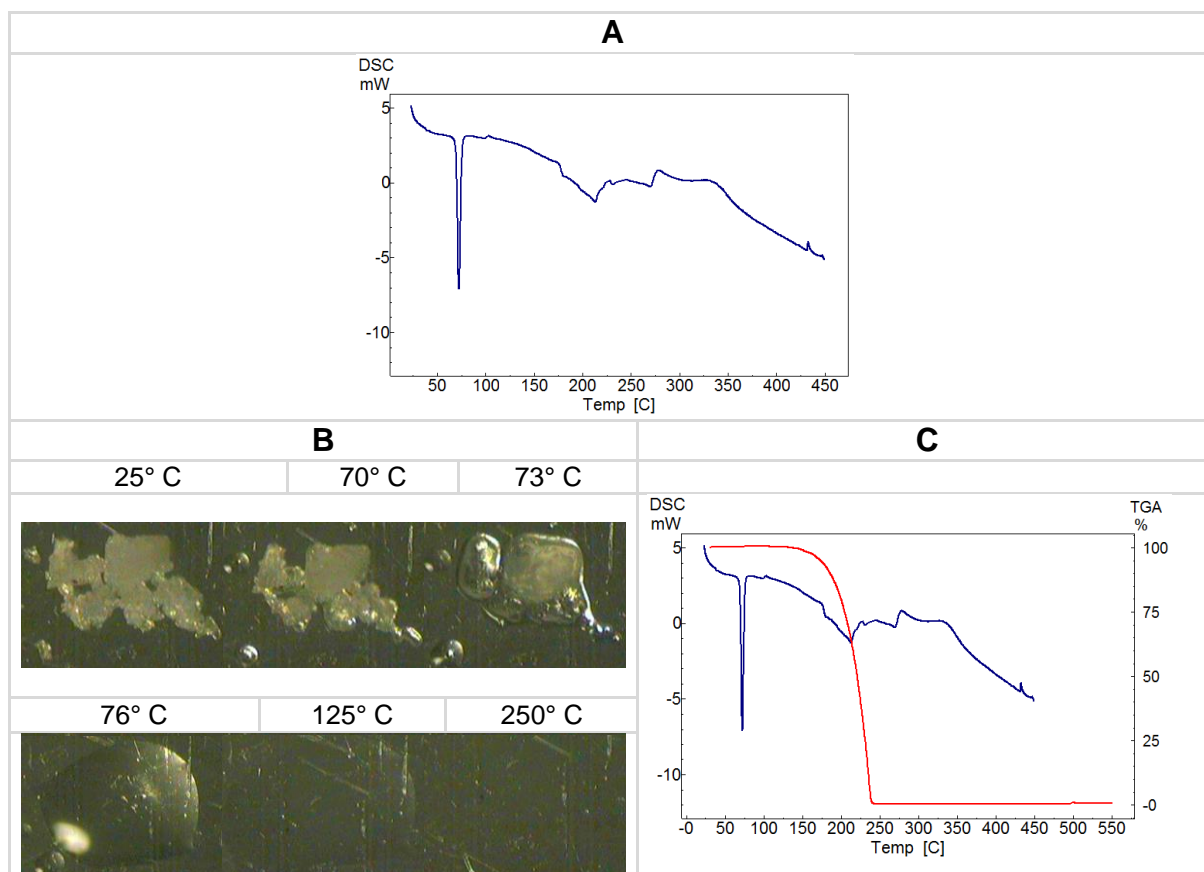 A
DSC
mW
5
0
-5
-10
50 100 150 200 250 300 350 400 450
Temp [C]
B
C
25° C 70° C 73° C
76° C 125° C 250° C
DSC
mW
TGA
%
5
0
-5
-10
100
75
50
25
-0
-0 50 100 150 200 250 300 350 400 450 500 550
Temp [C]